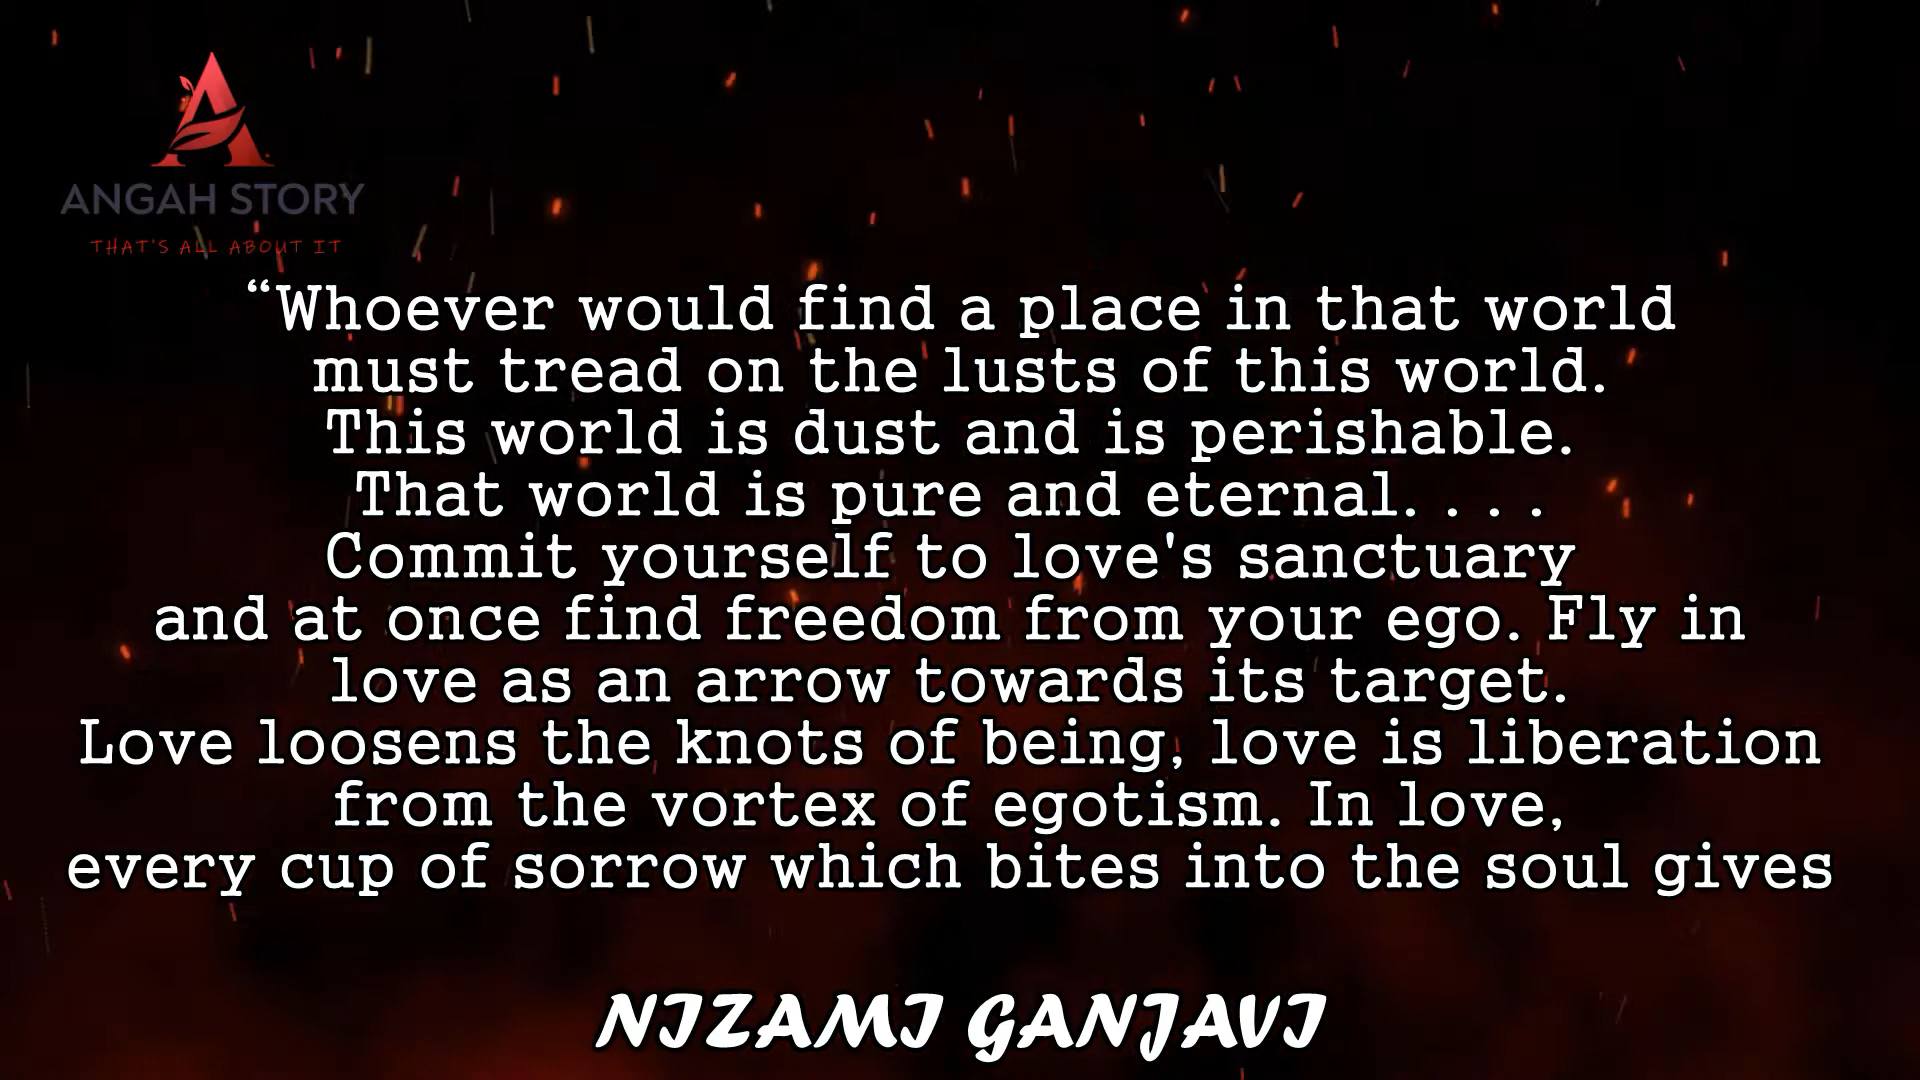 ANGAH STORY
THAT'S ALL ABOUT IT
“Whoever would find a place in that world
must tread on the lusts of this world.
This world is dust and is perishable.
That world is pure and eternal. . . .
Commit yourself to love's sanctuary
and at once find freedom from your ego. Fly in
love as an arrow towards its target.
Love loosens the knots of being, love is liberation
from the vortex of egotism. In love,
every cup of sorrow which bites into the soul gives
NIZAMI GANJAVI